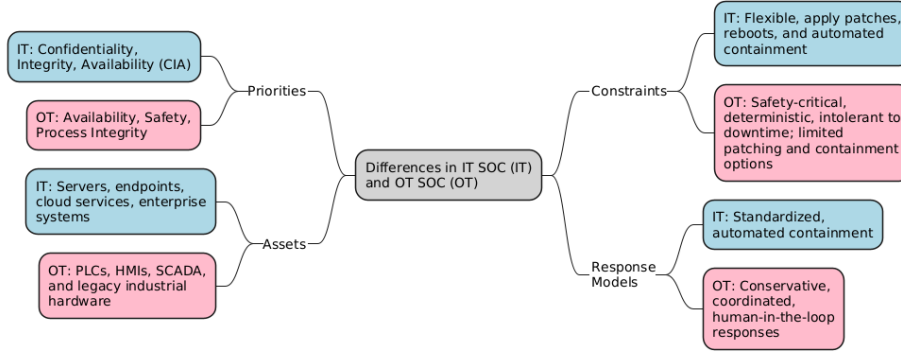 IT: Confidentiality,
Integrity, Availability (CIA)
Priorities
OT: Availability, Safety,
Process Integrity
IT: Servers, endpoints,
cloud services, enterprise
systems
Assets
OT: PLCs, HMIs, SCADA,
and legacy industrial
hardware
Differences in IT SOC (IT)
and OT SOC (OT)
IT: Flexible, apply patches,
reboots, and automated
containment
Constraints
OT: Safety-critical,
deterministic, intolerant to
downtime; limited
patching and containment
options
IT: Standardized,
automated containment
Response
Models
OT: Conservative,
coordinated,
human-in-the-loop
responses